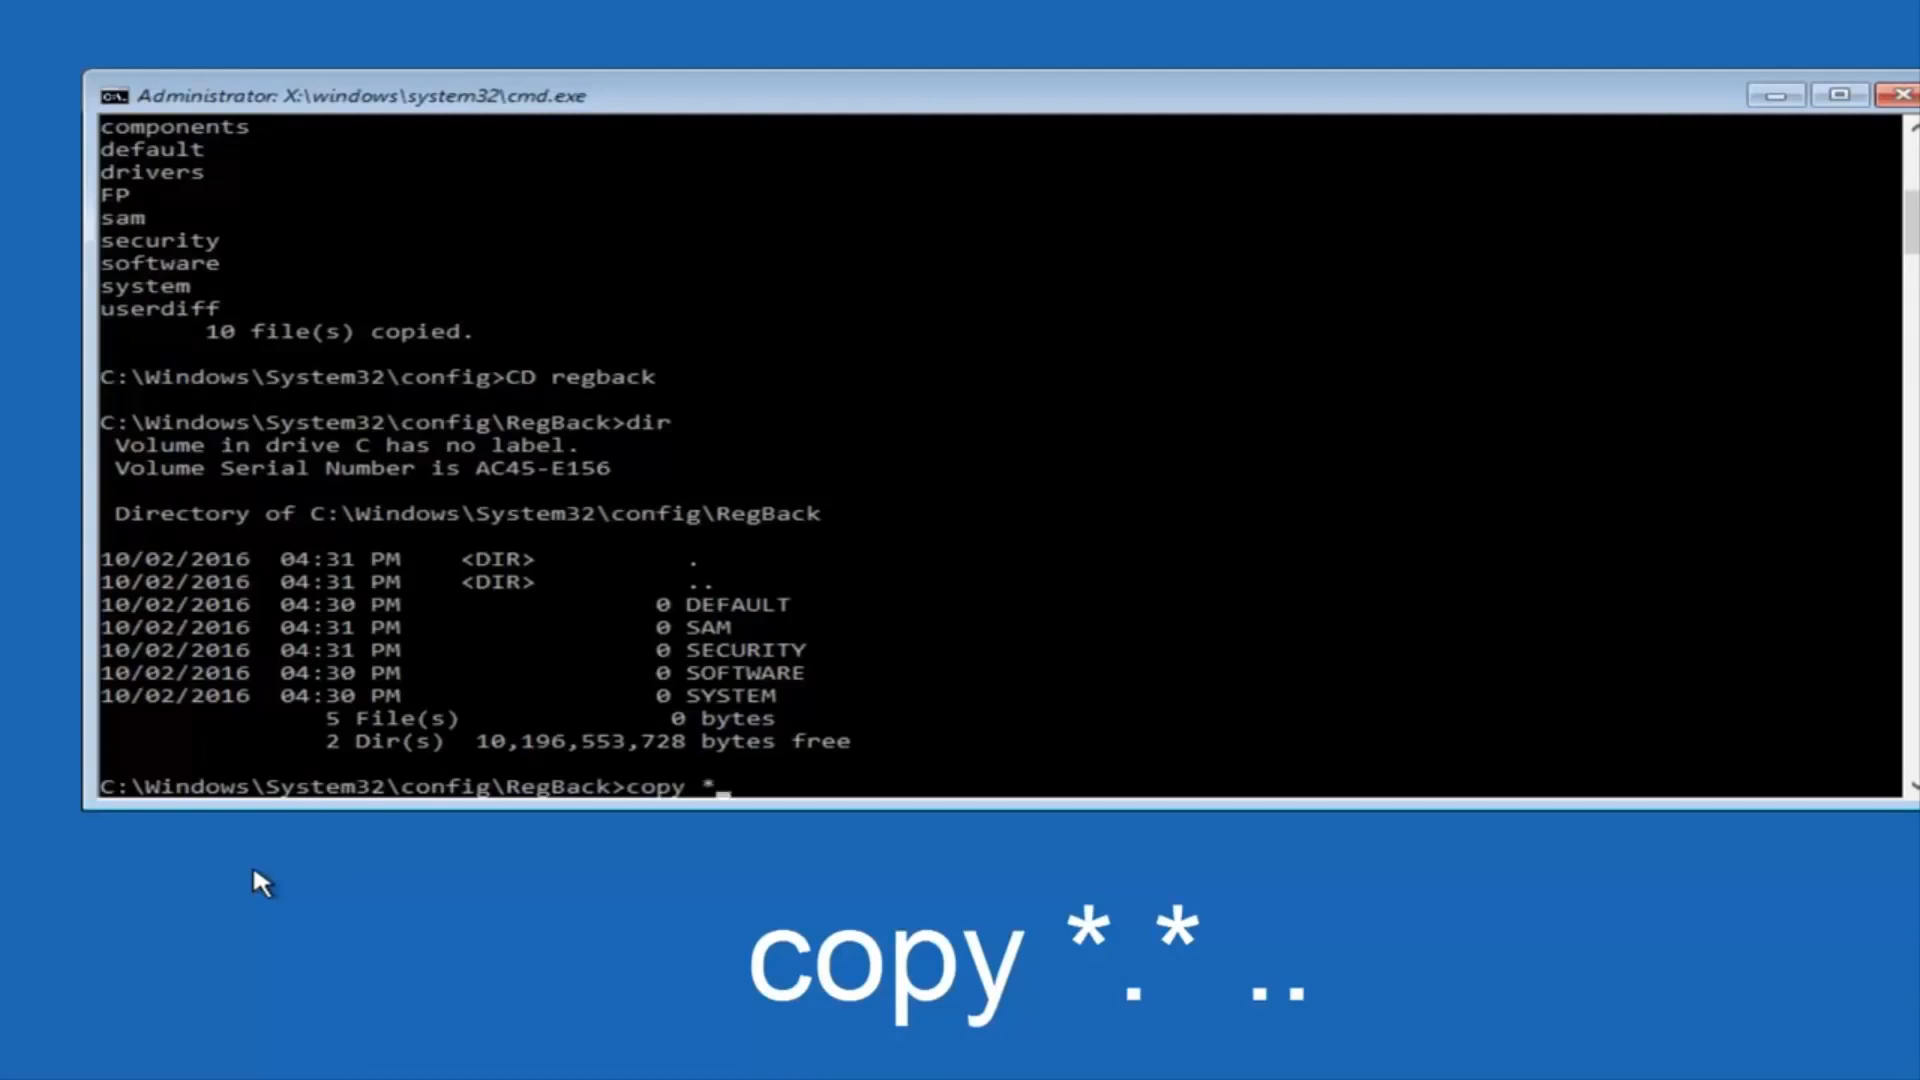 Administrator: X:\windows\system32\cmd.exe
components
default
drivers
FP
sam
security
software
system
userdiff
10 file(s) copied.
C:\Windows\System32\config>CD regback
C:\Windows\System32\config\RegBack>dir
Volume in drive C has no label.
Volume Serial Number is AC45-E156
Directory of C:\Windows\System32\config\RegBack
10/02/2016  04:31 PM    <DIR>          .
10/02/2016  04:31 PM    <DIR>          ..
10/02/2016  04:30 PM                 0 DEFAULT
10/02/2016  04:31 PM                 0 SAM
10/02/2016  04:31 PM                 0 SECURITY
10/02/2016  04:30 PM                 0 SOFTWARE
10/02/2016  04:30 PM                 0 SYSTEM
5 File(s)              0 bytes
2 Dir(s)  10,196,553,728 bytes free
C:\Windows\System32\config\RegBack>copy *_
copy *.* ..